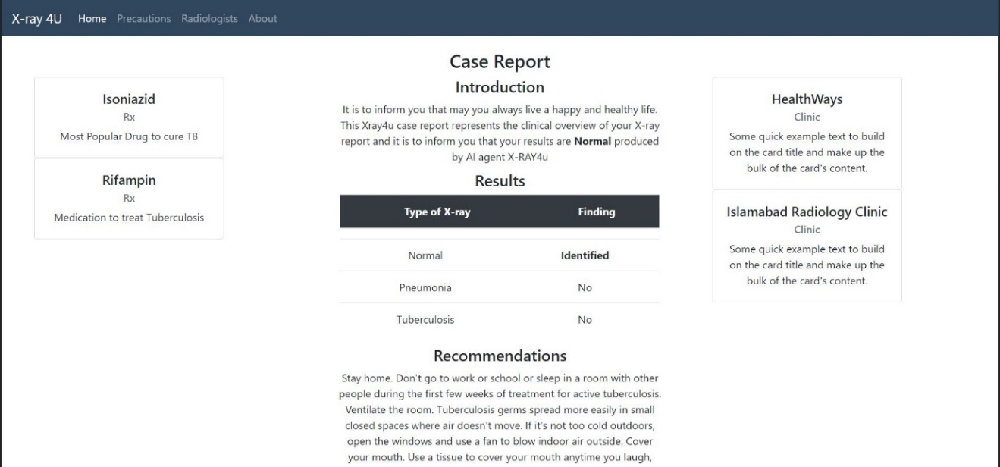 X-ray 4U Home Precautions Radiologists About
Isoniazid
Rx
Most Popular Drug to cure TB
Rifampin
Rx
Medication to treat Tuberculosis
Case Report
Introduction
It is to inform you that may you always live a happy and healthy life.
This Xray4u case report represents the clinical overview of your X-ray
report and it is to inform you that your results are Normal produced
by AI agent X-RAY4u
Results
Type of X-ray Finding
Normal Identified
Pneumonia No
Tuberculosis No
Recommendations
Stay home. Don't go to work or school or sleep in a room with other
people during the first few weeks of treatment for active tuberculosis.
Ventilate the room. Tuberculosis germs spread more easily in small
closed spaces where air doesn't move. If it's not too cold outdoors,
open the windows and use a fan to blow indoor air outside. Cover
your mouth. Use a tissue to cover your mouth anytime you laugh,
HealthWays
Clinic
Some quick example text to build
on the card title and make up the
bulk of the card's content.
Islamabad Radiology Clinic
Clinic
Some quick example text to build
on the card title and make up the
bulk of the card's content.